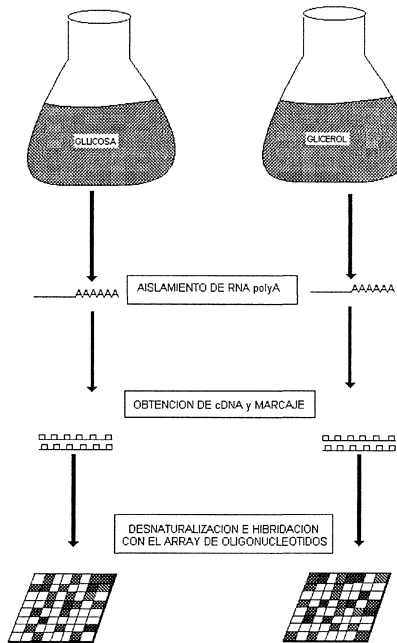 GLUCOSA
GLICEROL
AAAAAA
AISLAMIENTO DE RNA polyA
AAAAAA
OBTENCION DE cDNA y MARCAJE
DESNATURALIZACION E HIBRIDACION
CON EL ARRAY DE OLIGONUCLEOTIDOS